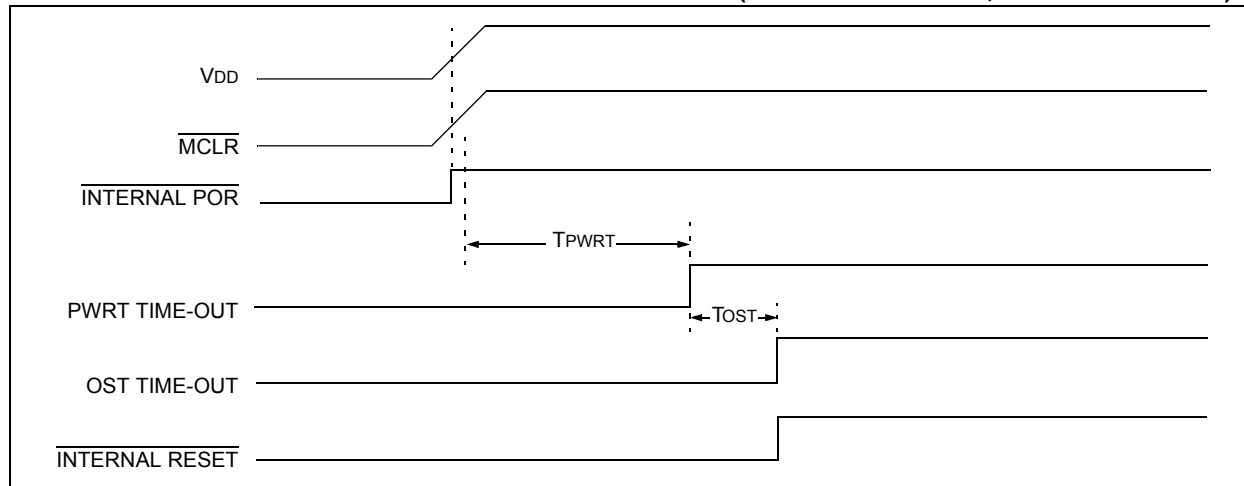 VDD
MCLR
INTERNAL POR
TPWRT
PWRT TIME-OUT
TOST
OST TIME-OUT
INTERNAL RESET